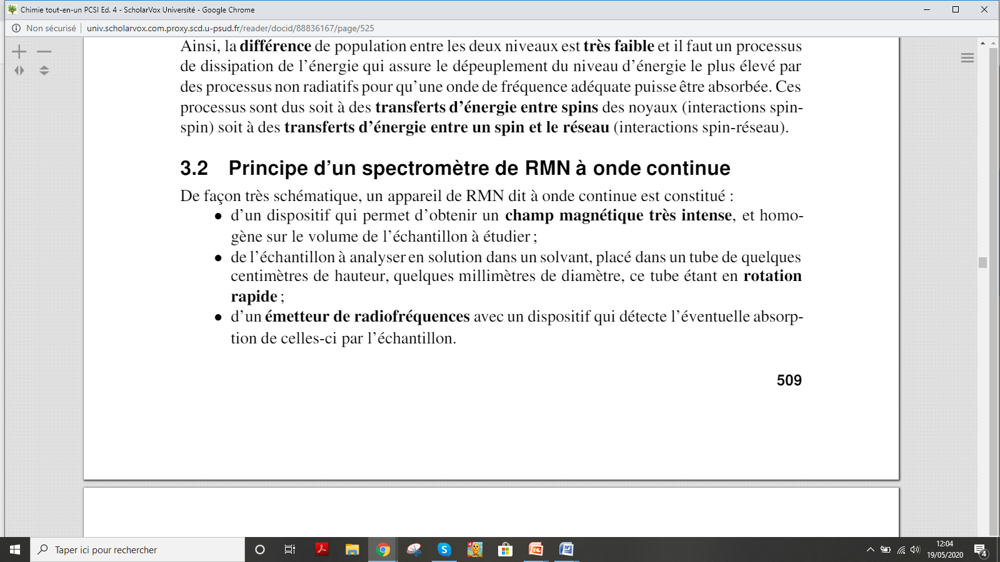 Chimie tout-en-un PCSI Ed. 4 - ScholarVox Université - Google Chrome
Non sécurisé univ.scholarvox.com.proxy.scd.u-psud.fr/reader/docid/88836167/page/525
Ainsi, la différence de population entre les deux niveaux est très faible et il faut un processus
de dissipation de l'énergie qui assure le dépeuplement du niveau d'énergie le plus élevé par
des processus non radiatifs pour qu'une onde de fréquence adéquate puisse être absorbée. Ces
processus sont dus soit à des transferts d'énergie entre spins des noyaux (interactions spin-
spin) soit à des transferts d'énergie entre un spin et le réseau (interactions spin-réseau).
3.2 Principe d'un spectromètre de RMN à onde continue
De façon très schématique, un appareil de RMN dit à onde continue est constitué :
• d'un dispositif qui permet d'obtenir un champ magnétique très intense, et homo-
gène sur le volume de l'échantillon à étudier ;
• de l'échantillon à analyser en solution dans un solvant, placé dans un tube de quelques
centimètres de hauteur, quelques millimètres de diamètre, ce tube étant en rotation
rapide ;
• d'un émetteur de radiofréquences avec un dispositif qui détecte l'éventuelle absorp-
tion de celles-ci par l'échantillon.
509
Taper ici pour rechercher
12:04
19/05/2020
4